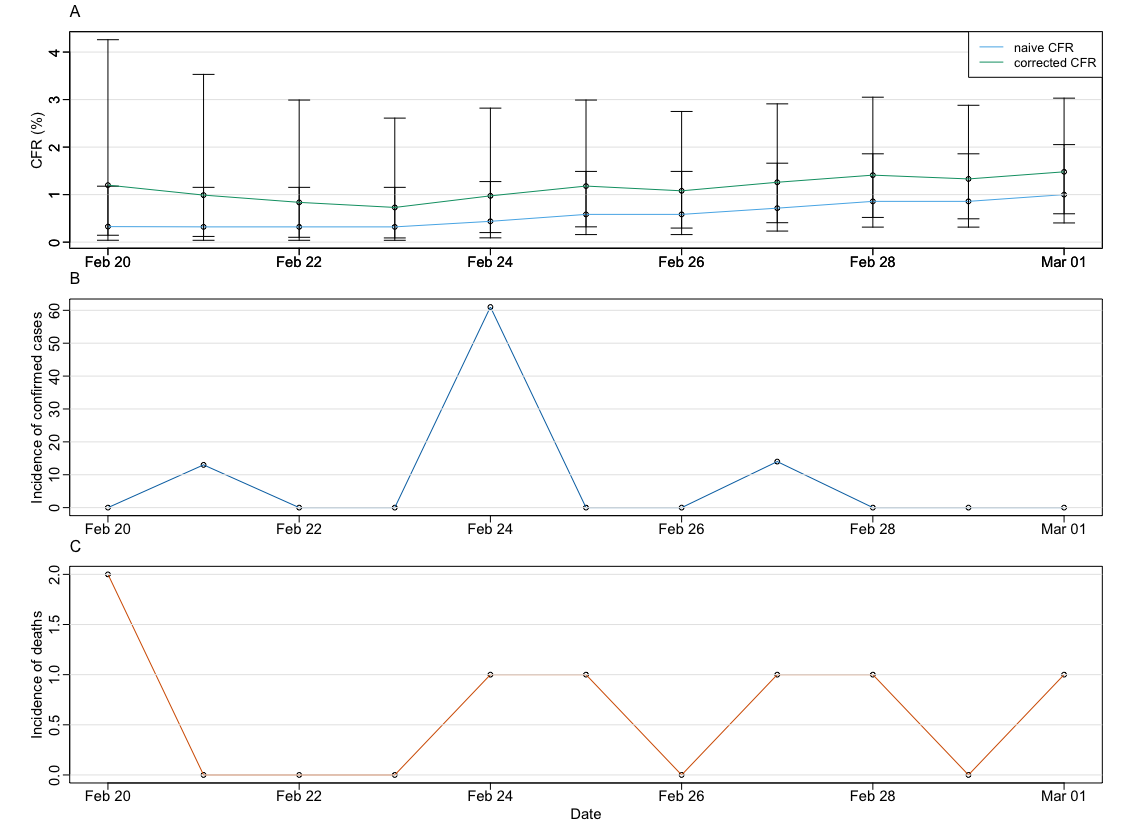 A
CFR (%)
4
3
2
1
0
naive CFR
corrected CFR
Feb 20 Feb 22 Feb 24 Feb 26 Feb 28 Mar 01
B
Incidence of confirmed cases
60
50
40
30
20
10
0
Feb 20 Feb 22 Feb 24 Feb 26 Feb 28 Mar 01
C
Incidence of deaths
2.0
1.5
1.0
0.5
0.0
Feb 20 Feb 22 Feb 24 Feb 26 Feb 28 Mar 01
Date